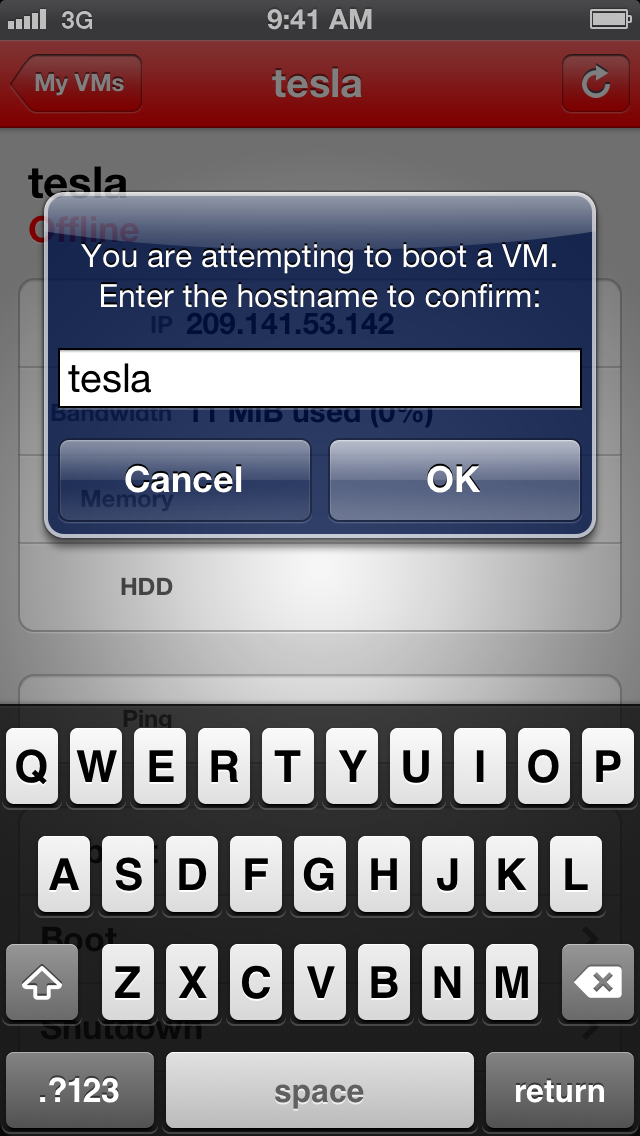 3G 9:41 AM
My VMs tesla
tesla
Offline
You are attempting to boot a VM.
Enter the hostname to confirm:
IP 209.141.53.142
tesla
Bandwidth 11 MiB used (0%)
Cancel OK
Memory
HDD
Ping
Q W E R T Y U I O P
A S D F G H J K L
Boot
Z X C V B N M
Shutdown
.?123 space return